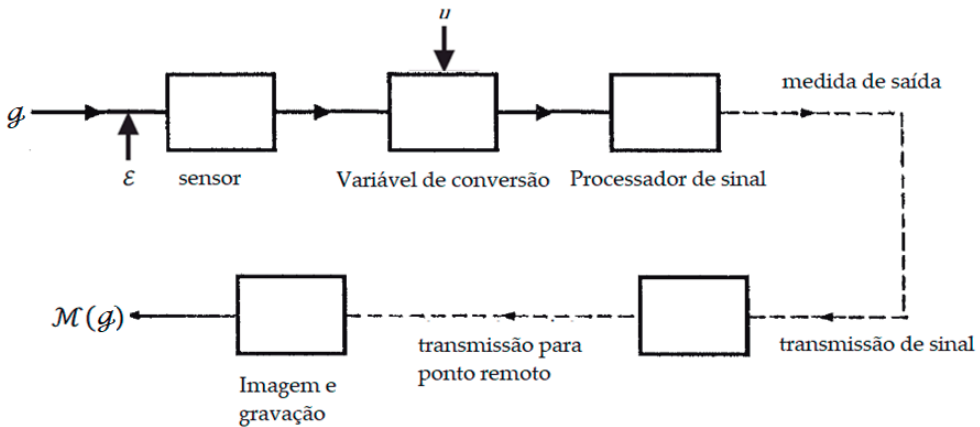 u
medida de saída
g
ε
sensor
Variável de conversão
Processador de sinal
M(g)
transmissão para
ponto remoto
transmissão de sinal
Imagem e
gravação